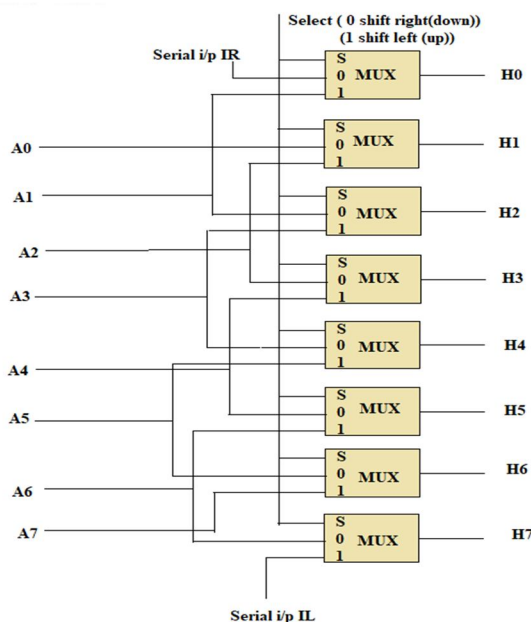 Select ( 0 shift right(down))
(1 shift left (up))
Serial i/p IR
S
0 MUX
1
H0
A0
S
0 MUX
1
H1
A1
S
0 MUX
1
H2
A2
S
0 MUX
1
H3
A3
S
0 MUX
1
H4
A4
S
0 MUX
1
H5
A5
S
0 MUX
1
H6
A6
A7
S
0 MUX
1
H7
Serial i/p IL